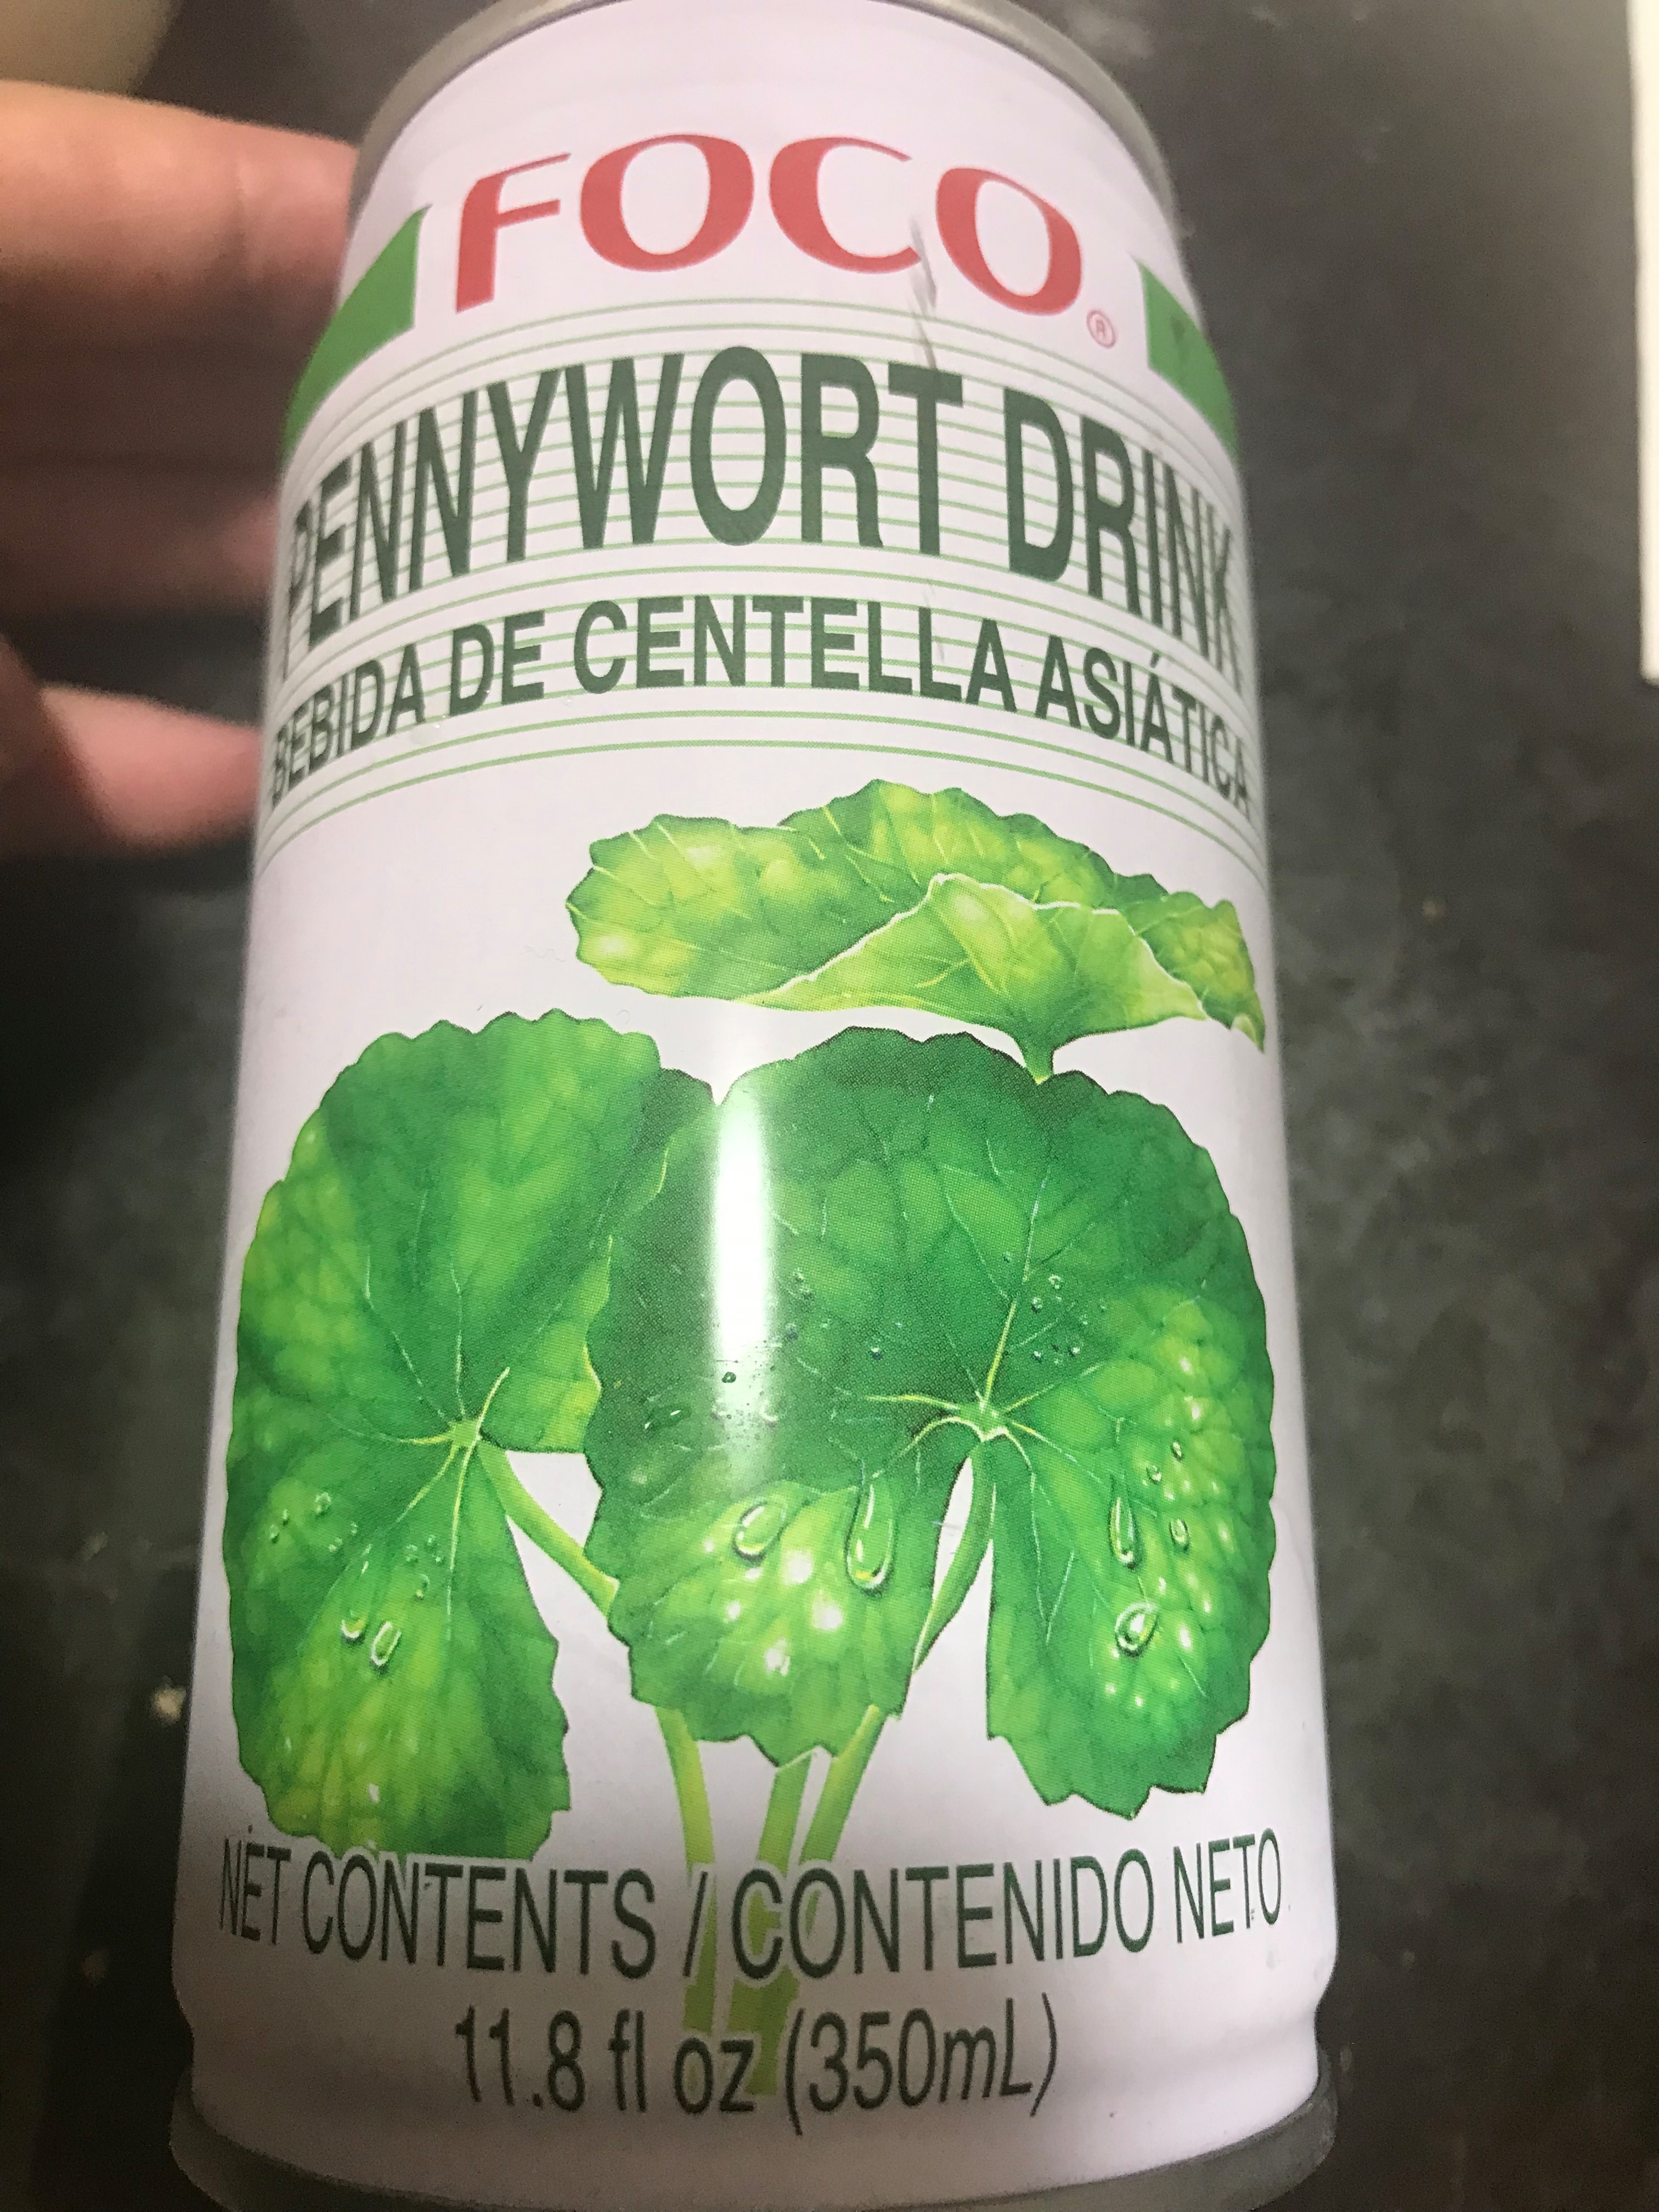 FOCO®
PENNYWORT DRINK
BEBIDA DE CENTELLA ASIÁTICA
NET CONTENTS / CONTENIDO NETO
11.8 fl oz (350mL)